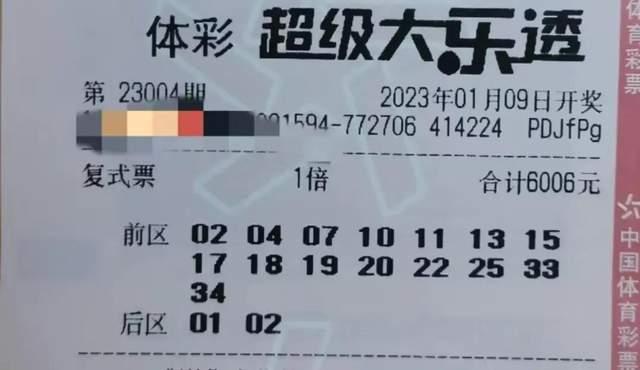 体彩 超级大乐透
第 23004期 2023年01月09日开奖
1594-772706 414224 PDJfPg
复式票 1倍 合计6006元
前区 02 04 07 10 11 13 15
17 18 19 20 22 25 33
34
后区 01 02
体育彩票
中国体育彩票